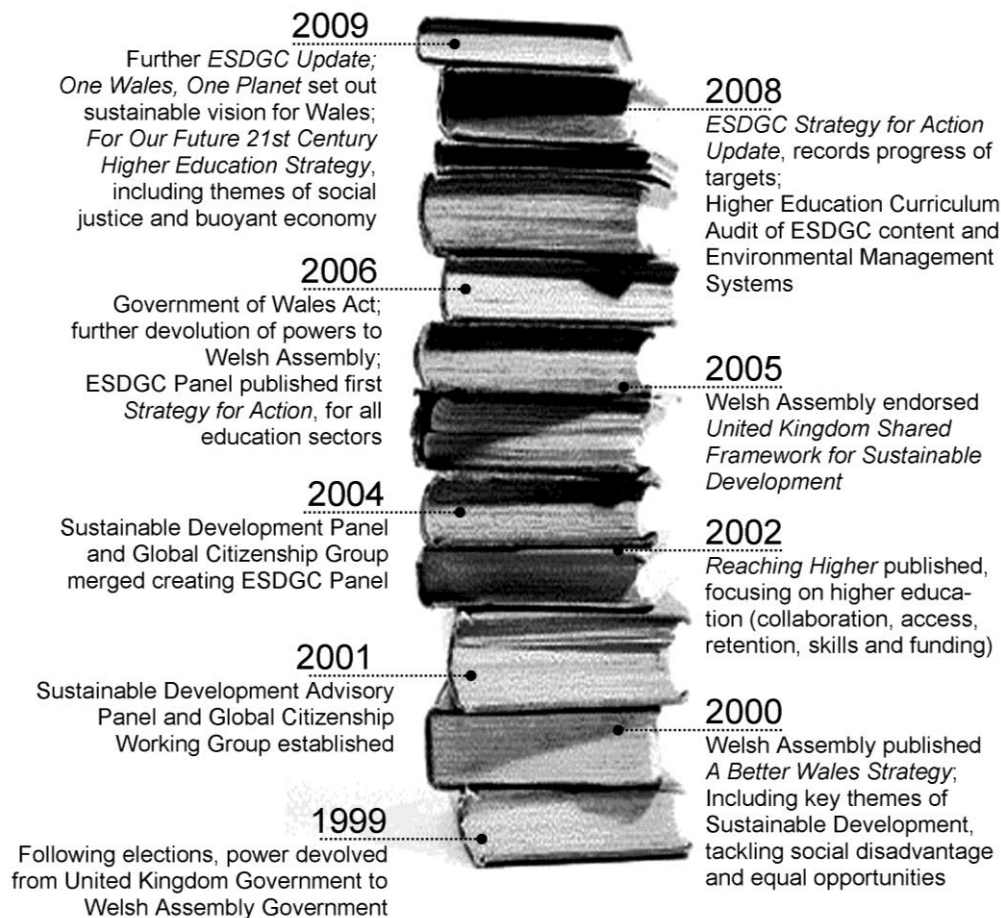 2009
Further ESDGC Update;
One Wales, One Planet set out
sustainable vision for Wales;
For Our Future 21st Century
Higher Education Strategy,
including themes of social
justice and buoyant economy
2008
ESDGC Strategy for Action
Update, records progress of
targets;
Higher Education Curriculum
Audit of ESDGC content and
Environmental Management
Systems
2006
Government of Wales Act;
further devolution of powers to
Welsh Assembly;
ESDGC Panel published first
Strategy for Action, for all
education sectors
2005
Welsh Assembly endorsed
United Kingdom Shared
Framework for Sustainable
Development
2004
Sustainable Development Panel
and Global Citizenship Group
merged creating ESDGC Panel
2002
Reaching Higher published,
focusing on higher educa-
tion (collaboration, access,
retention, skills and funding)
2001
Sustainable Development Advisory
Panel and Global Citizenship
Working Group established
2000
Welsh Assembly published
A Better Wales Strategy;
Including key themes of
Sustainable Development,
tackling social disadvantage
and equal opportunities
1999
Following elections, power devolved
from United Kingdom Government to
Welsh Assembly Government